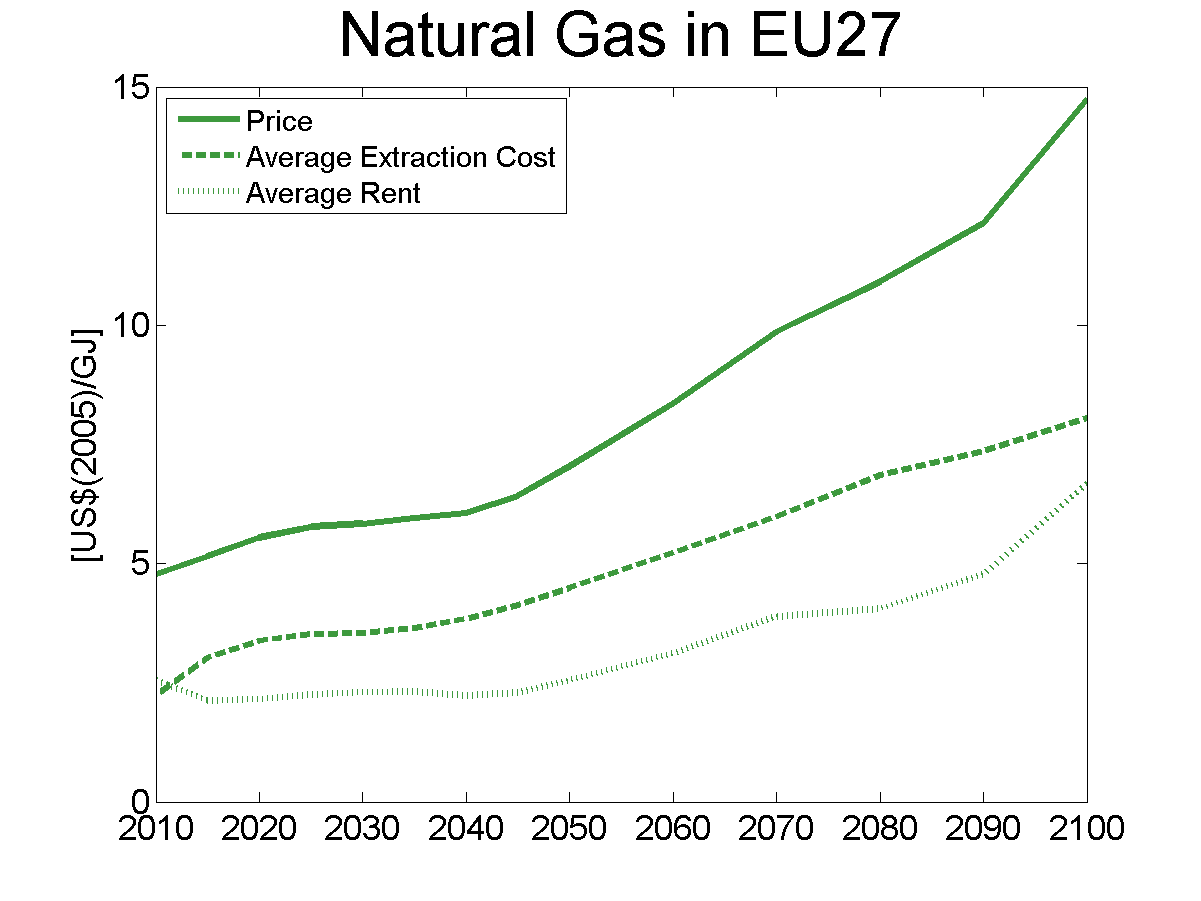 Natural Gas in EU27
15
Price
Average Extraction Cost
Average Rent
10
[US$(2005)/GJ]
5
0
2010 2020 2030 2040 2050 2060 2070 2080 2090 2100